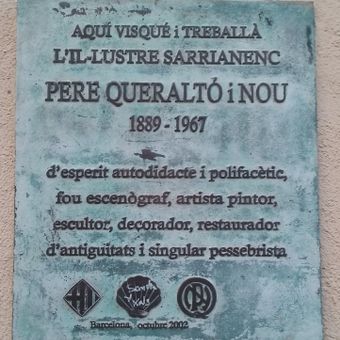 AQUÍ VISQUÉ i TREBALLÀ
L'IL·LUSTRE SARRIANENC
PERE QUERALTÓ i NOU
1889 - 1967
d'esperit autodidacte i polifacètic,
fou escenògraf, artista pintor,
escultor, decorador, restaurador
d'antiguitats i singular pessebrista
Barcelona, octubre 2002